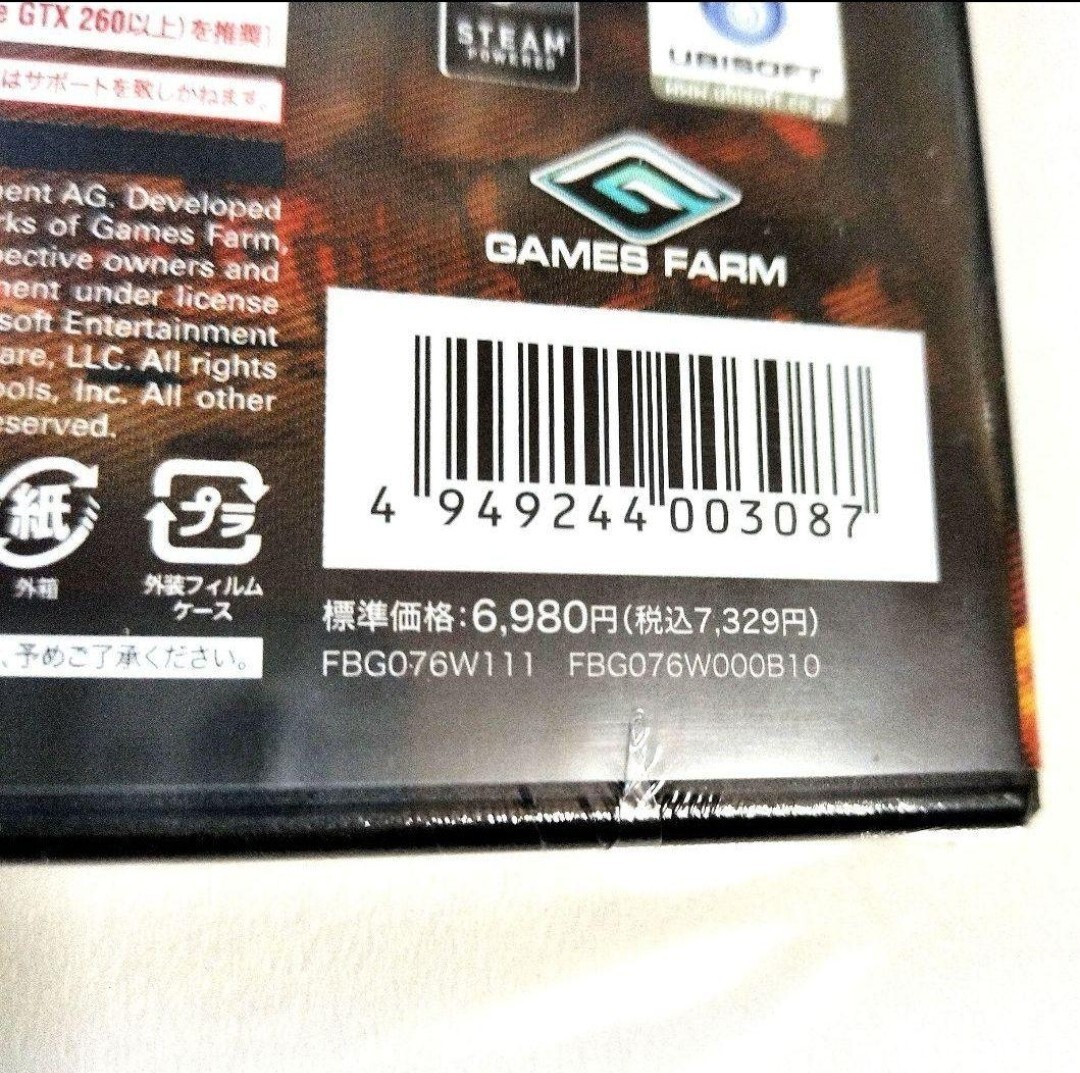 e GTX 260以上)を推奨]
はサポートを致しかねます。
STEAM
POWERED
UBISOFT
www.ubisoft.co.jp
GAMES FARM
ent AG. Developed
rks of Games Farm,
pective owners and
ment under license
soft Entertainment
are, LLC. All rights
ools, Inc. All other
eserved.
紙
外箱
プラ
外装フィルム
ケース
、予めご了承ください。
4 949244 003087
標準価格:6,980円(税込7,329円)
FBG076W111 FBG076W000B10